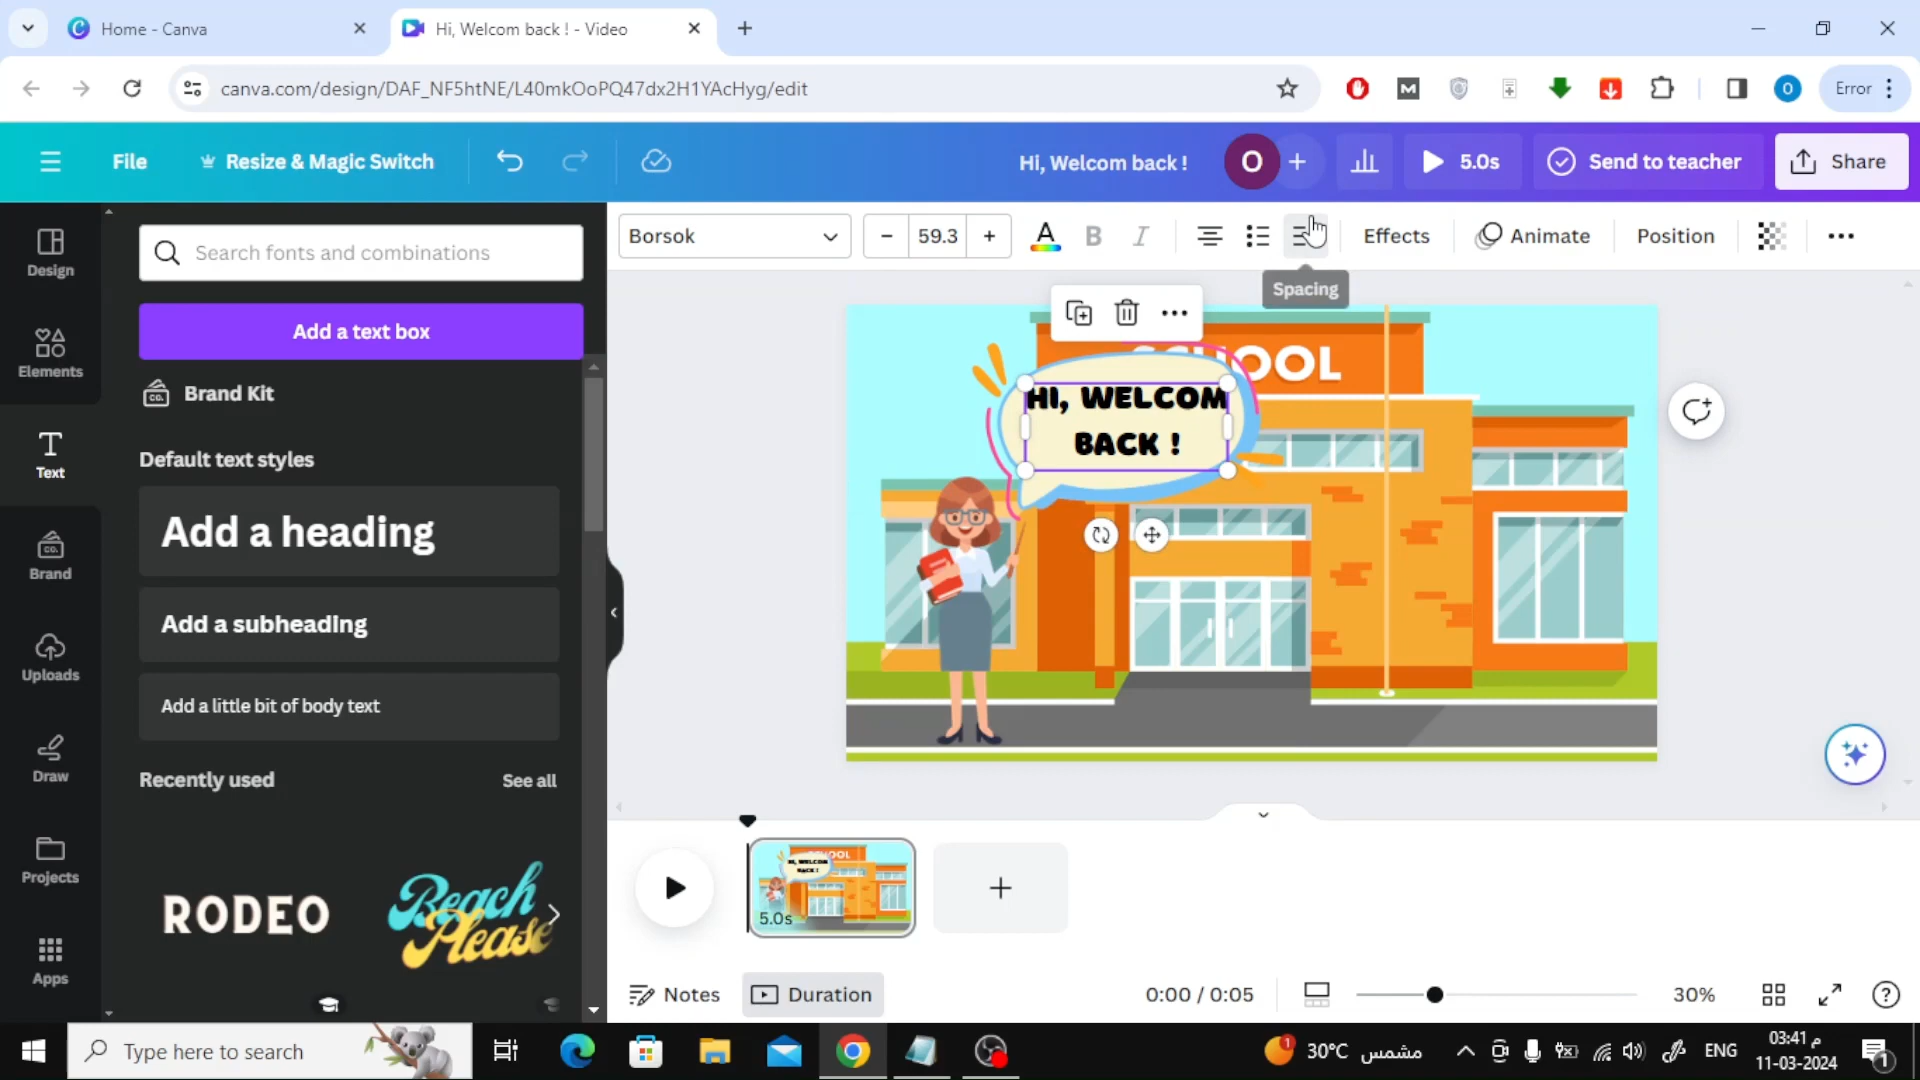 Home - Canva
Hi, Welcom back ! - Video
canva.com/design/DAF_NF5htNE/L40mkOoPQ47dx2H1YAcHyg/edit
Error
File
Resize & Magic Switch
Hi, Welcom back !
O
5.0s
Send to teacher
Share
Design
Elements
Text
Brand
Uploads
Draw
Projects
Apps
Search fonts and combinations
Add a text box
Brand Kit
Default text styles
Add a heading
Add a subheading
Add a little bit of body text
Recently used
See all
RODEO
Beach
Please
Borsok
59.3
Effects
Animate
Position
Spacing
HI, WELCOM
BACK !
5.0s
Notes
Duration
0:00 / 0:05
30%
Type here to search
30°C
مشمس
ENG
03:41 م
11-03-2024
1